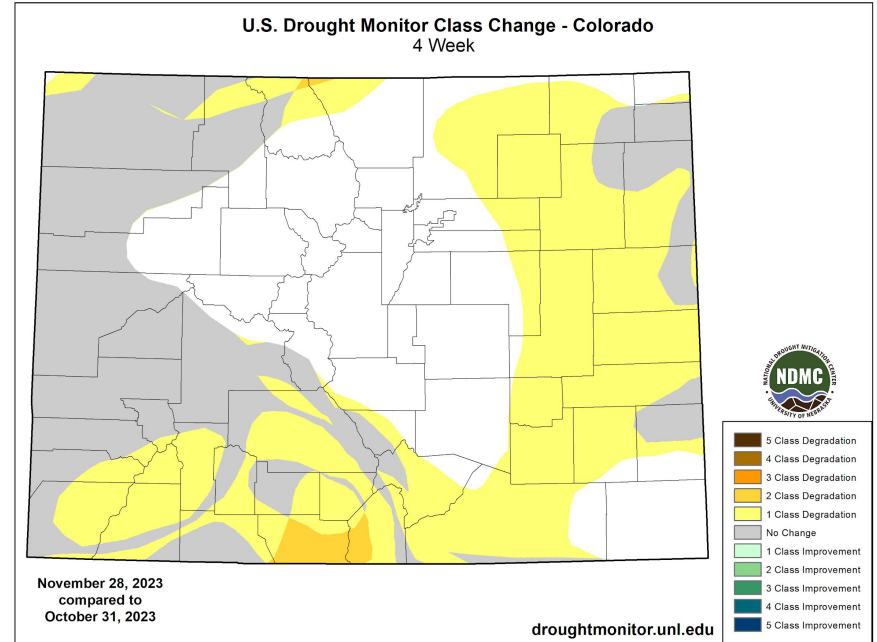 U.S. Drought Monitor Class Change - Colorado
4 Week
NATIONAL DROUGHT MITIGATION CENTER
NDMC
UNIVERSITY OF NEBRASKA
5 Class Degradation
4 Class Degradation
3 Class Degradation
2 Class Degradation
1 Class Degradation
No Change
1 Class Improvement
2 Class Improvement
3 Class Improvement
4 Class Improvement
5 Class Improvement
November 28, 2023
compared to
October 31, 2023
droughtmonitor.unl.edu